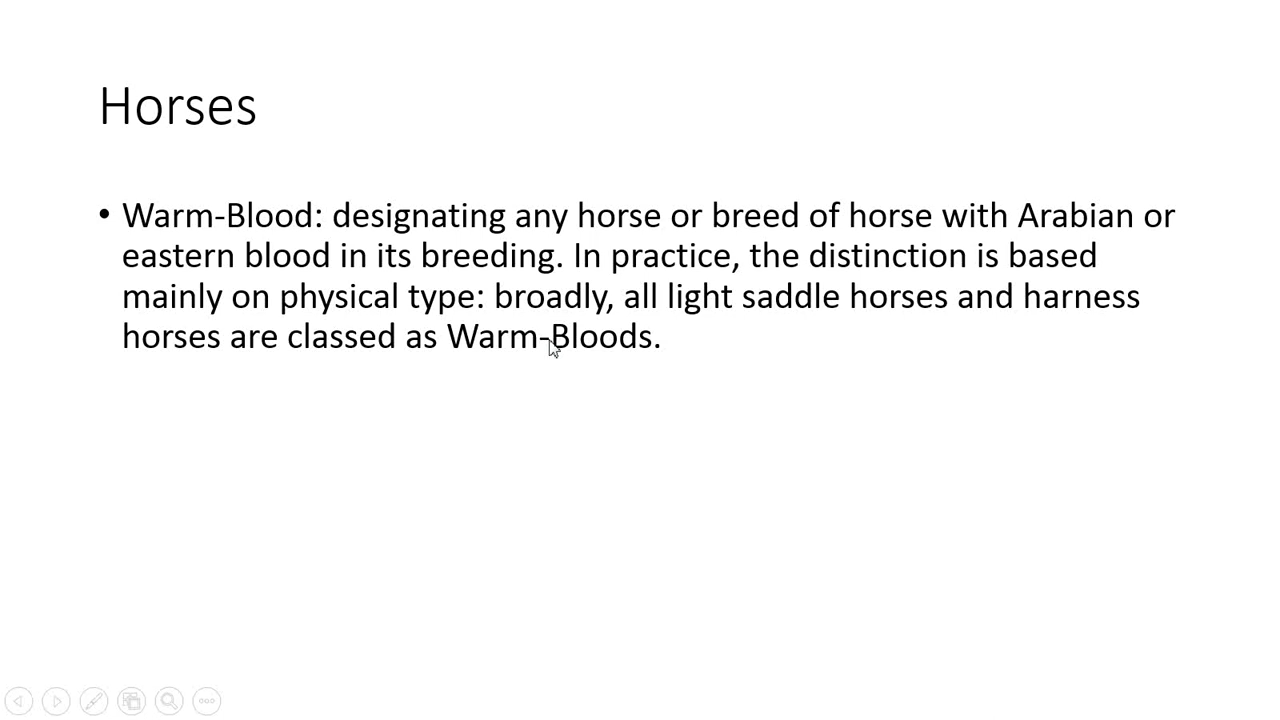 Horses
• Warm-Blood: designating any horse or breed of horse with Arabian or
eastern blood in its breeding. In practice, the distinction is based
mainly on physical type: broadly, all light saddle horses and harness
horses are classed as Warm-Bloods.